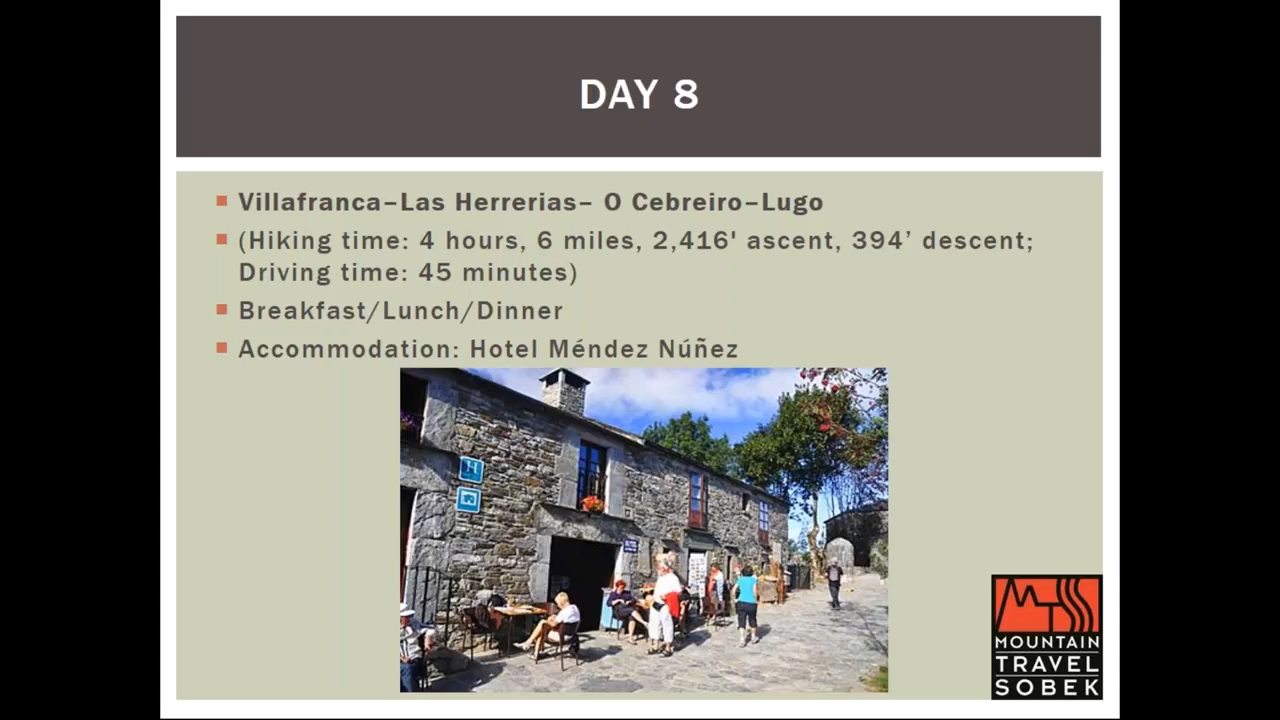 DAY 8
Villafranca–Las Herrerias– O Cebreiro–Lugo
(Hiking time: 4 hours, 6 miles, 2,416' ascent, 394’ descent;
Driving time: 45 minutes)
Breakfast/Lunch/Dinner
Accommodation: Hotel Méndez Núñez
H
MTS
MOUNTAIN
TRAVEL
SOBEK